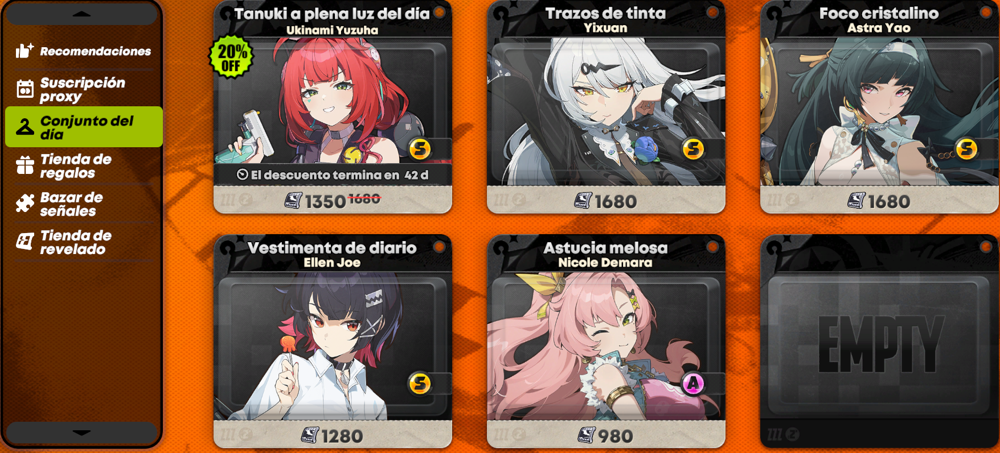 Recomendaciones
Suscripción
proxy
Conjunto del
día
Tienda de
regalos
Bazar de
señales
Tienda de
revelado
Tanuki a plena luz del día
Ukinami Yuzuha
20%
OFF
S
El descuento termina en 42 d
1350 1680
Trazos de tinta
Yixuan
S
1680
Foco cristalino
Astra Yao
S
1680
Vestimenta de diario
Ellen Joe
S
1280
Astucia melosa
Nicole Demara
A
980
EMPTY